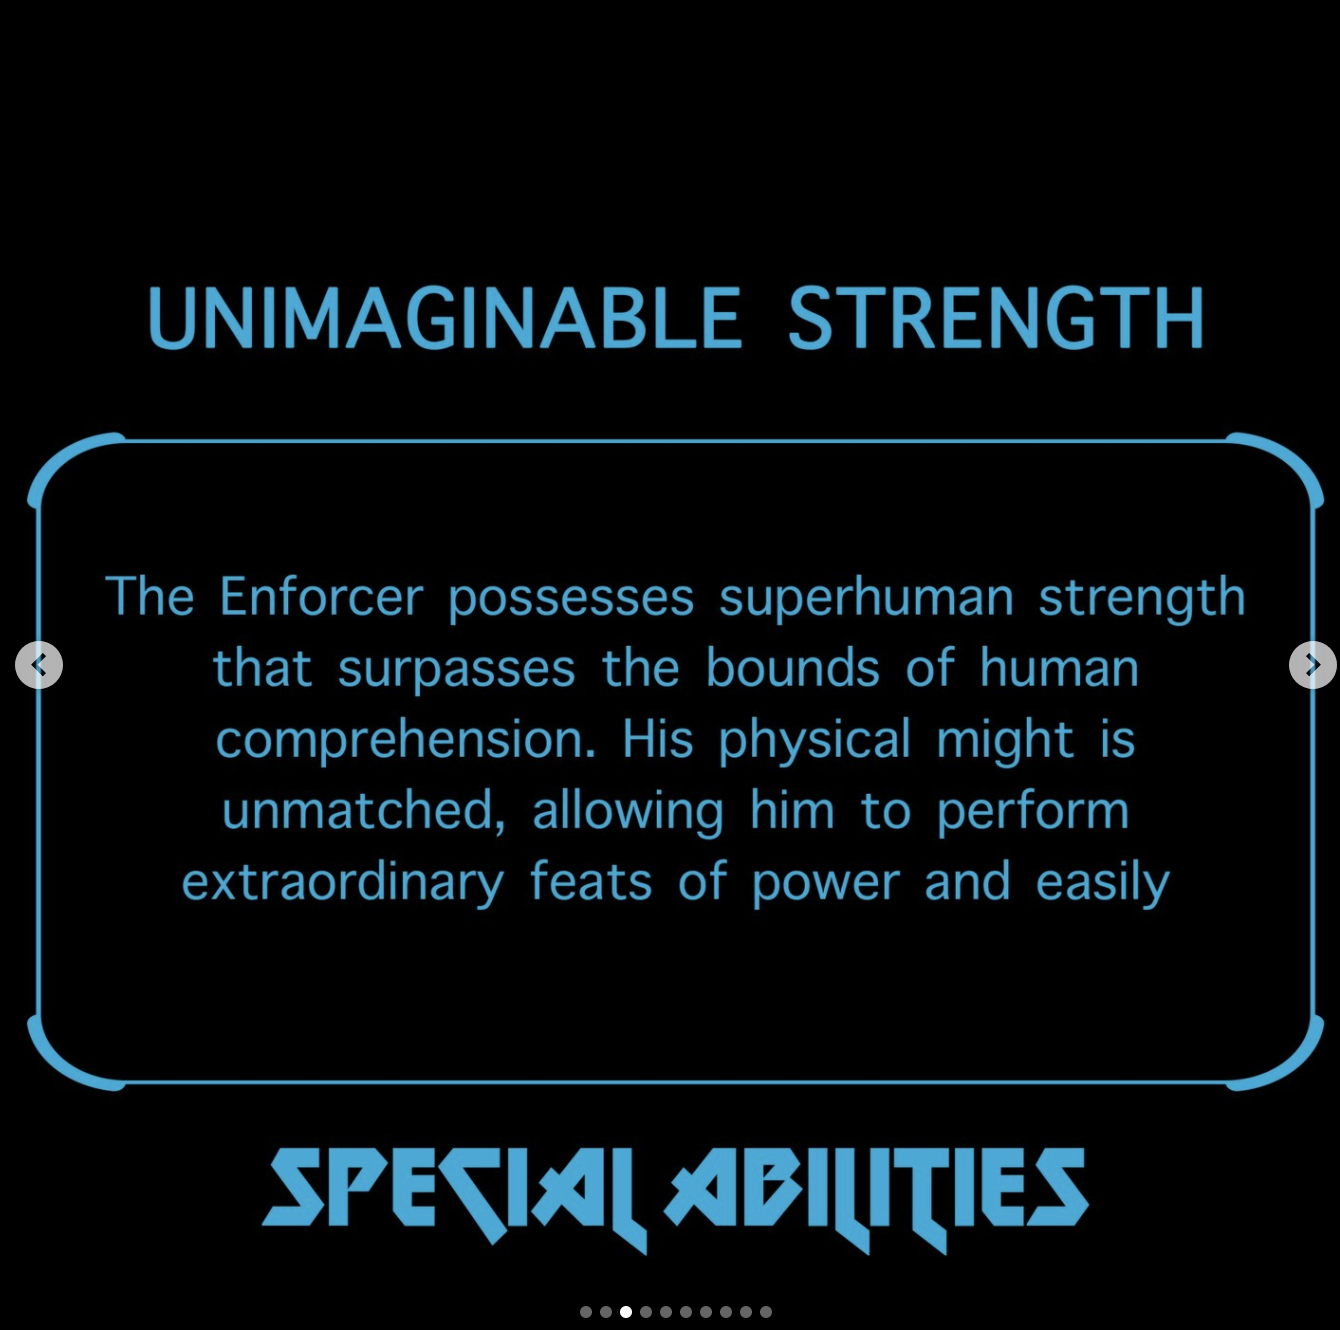 UNIMAGINABLE STRENGTH
The Enforcer possesses superhuman strength
that surpasses the bounds of human
comprehension. His physical might is
unmatched, allowing him to perform
extraordinary feats of power and easily
SPECIAL ABILITIES